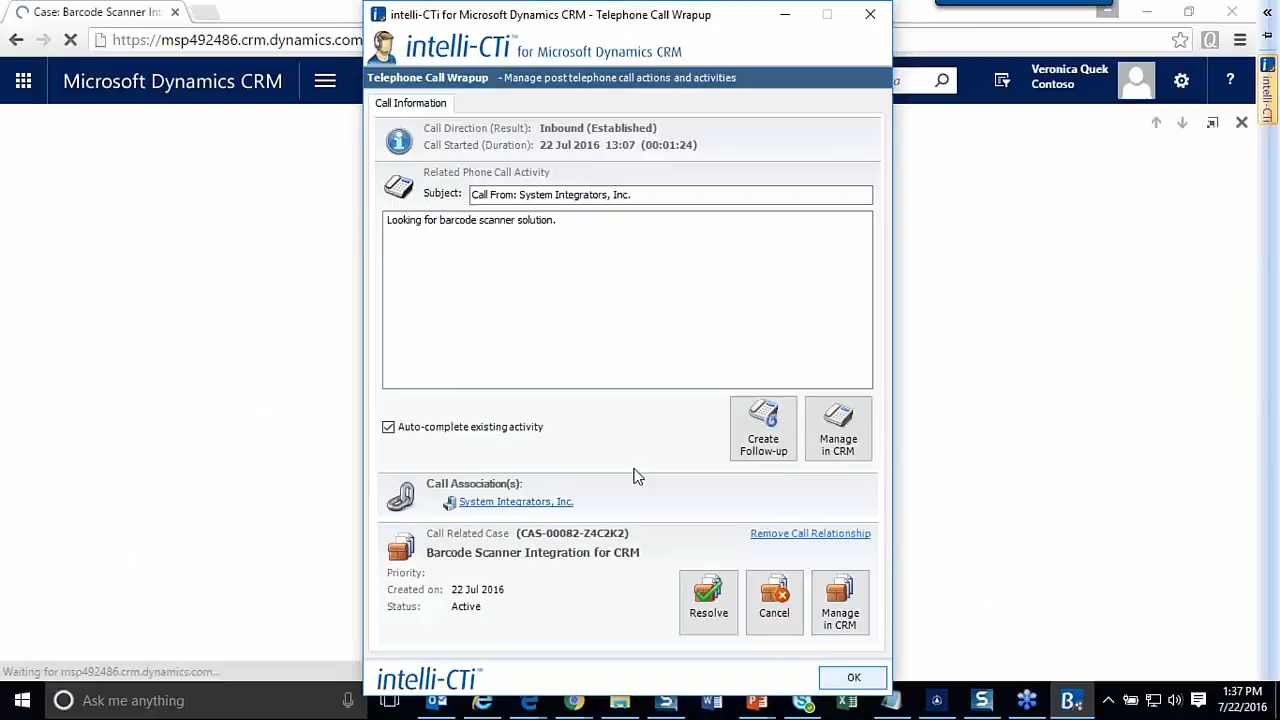 Case: Barcode Scanner Int
intelli-CTi for Microsoft Dynamics CRM - Telephone Call Wrapup
https://msp492486.crm.dynamics.com
intelli-CTi™ for Microsoft Dynamics CRM
Microsoft Dynamics CRM
Telephone Call Wrapup - Manage post telephone call actions and activities
Veronica Quek
Contoso
?
intelli-CTi
Call Information
Call Direction (Result): Inbound (Established)
Call Started (Duration): 22 Jul 2016 13:07 (00:01:24)
Related Phone Call Activity
Subject: Call From: System Integrators, Inc.
Looking for barcode scanner solution.
Auto-complete existing activity
Create Follow-up
Manage in CRM
Call Association(s):
System Integrators, Inc.
Call Related Case (CAS-00082-Z4C2K2)
Remove Call Relationship
Barcode Scanner Integration for CRM
Priority:
Created on: 22 Jul 2016
Status: Active
Resolve
Cancel
Manage in CRM
Waiting for msp492486.crm.dynamics.com...
intelli-CTi™
OK
Ask me anything
1:37 PM
7/22/2016